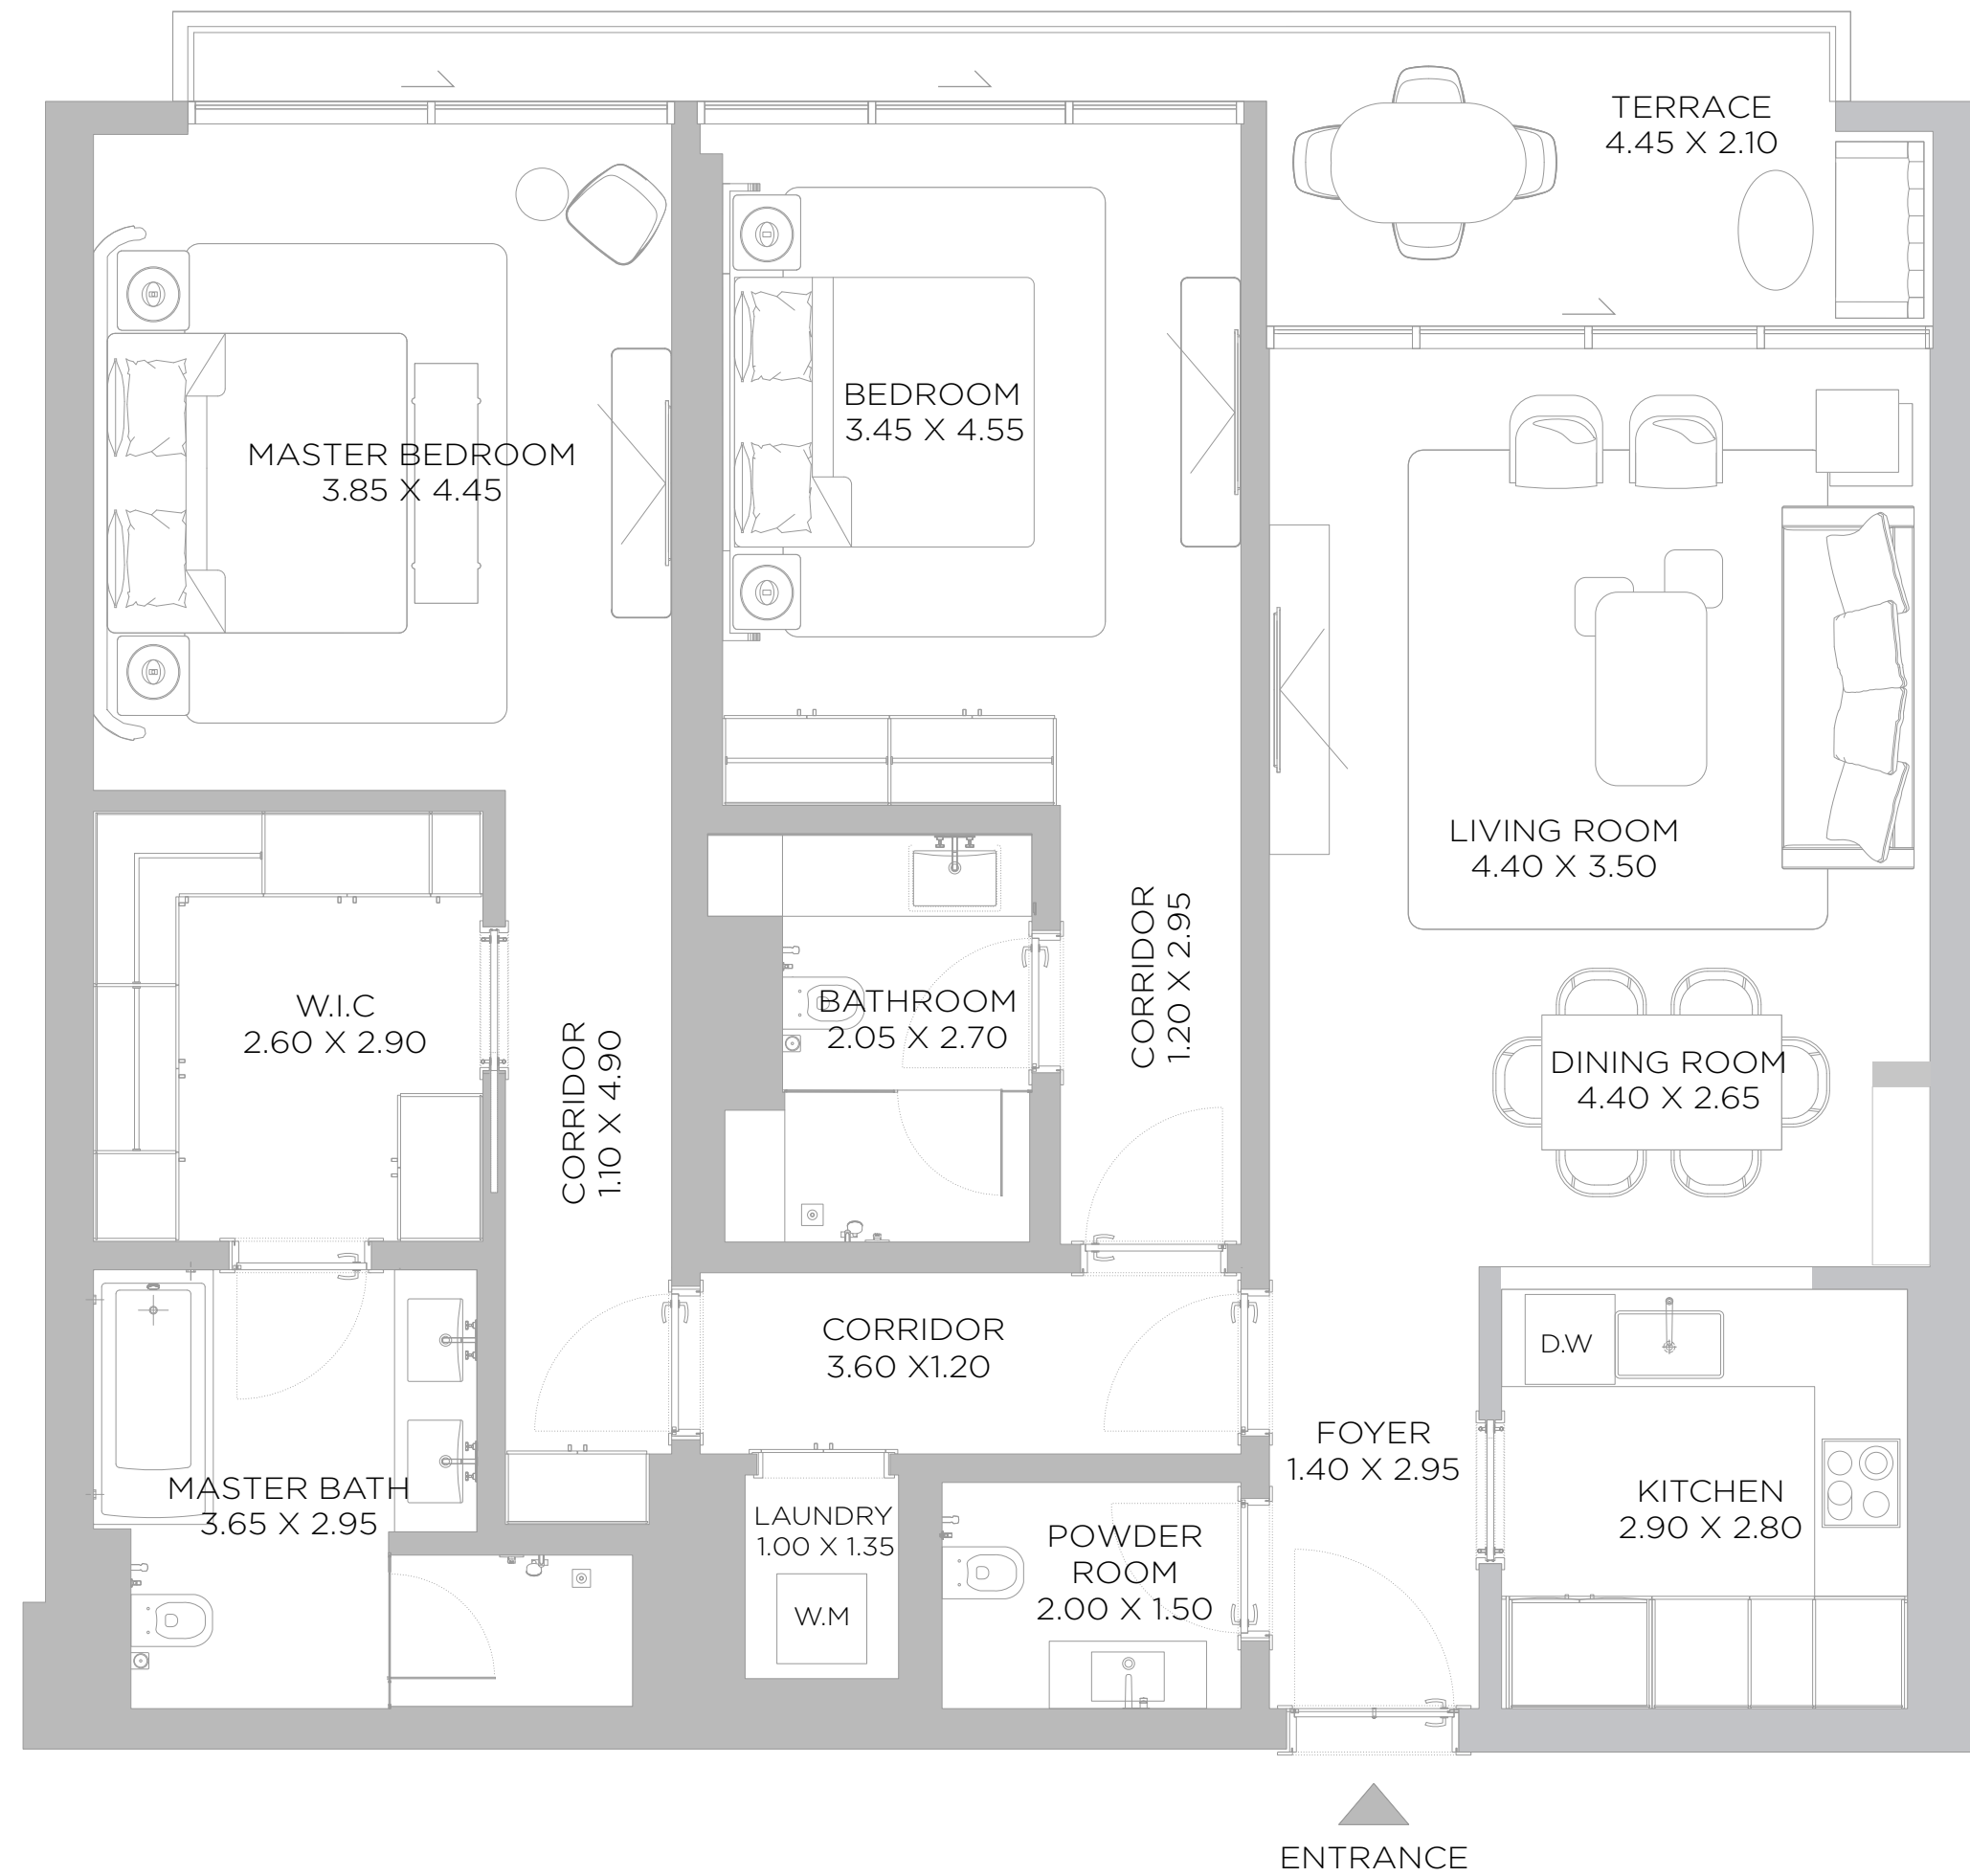 TERRACE
4.45 X 2.10
BEDROOM
3.45 X 4.55
MASTER BEDROOM
3.85 X 4.45
LIVING ROOM
4.40 X 3.50
W.I.C
2.60 X 2.90
CORRIDOR
1.10 X 4.90
BATHROOM
2.05 X 2.70
CORRIDOR
1.20 X 2.95
DINING ROOM
4.40 X 2.65
CORRIDOR
3.60 X1.20
D.W
FOYER
1.40 X 2.95
MASTER BATH
3.65 X 2.95
LAUNDRY
1.00 X 1.35
W.M
POWDER
ROOM
2.00 X 1.50
KITCHEN
2.90 X 2.80
ENTRANCE